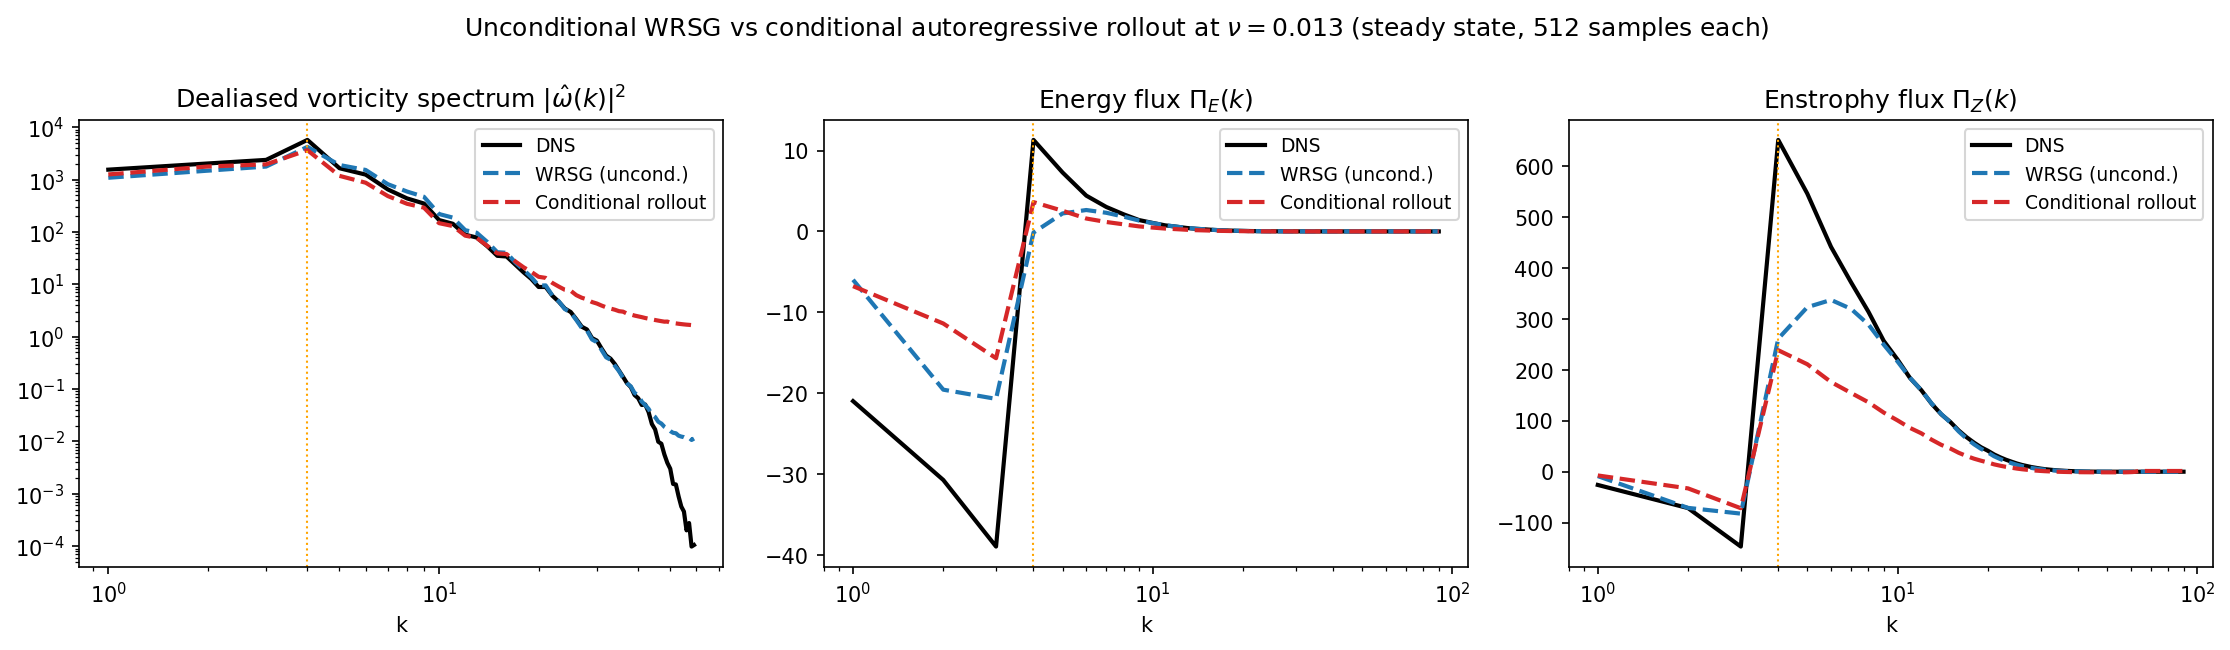 Unconditional WRSG vs conditional autoregressive rollout at ν = 0.013 (steady state, 512 samples each)
Dealiased vorticity spectrum |ω̂(k)|²
10⁴
10³
10²
10¹
10⁰
10⁻¹
10⁻²
10⁻³
10⁻⁴
DNS
WRSG (uncond.)
Conditional rollout
10⁰
10¹
k
Energy flux Π_E(k)
10
0
−10
−20
−30
−40
DNS
WRSG (uncond.)
Conditional rollout
10⁰
10¹
10²
k
Enstrophy flux Π_Z(k)
600
500
400
300
200
100
0
−100
DNS
WRSG (uncond.)
Conditional rollout
10⁰
10¹
10²
k